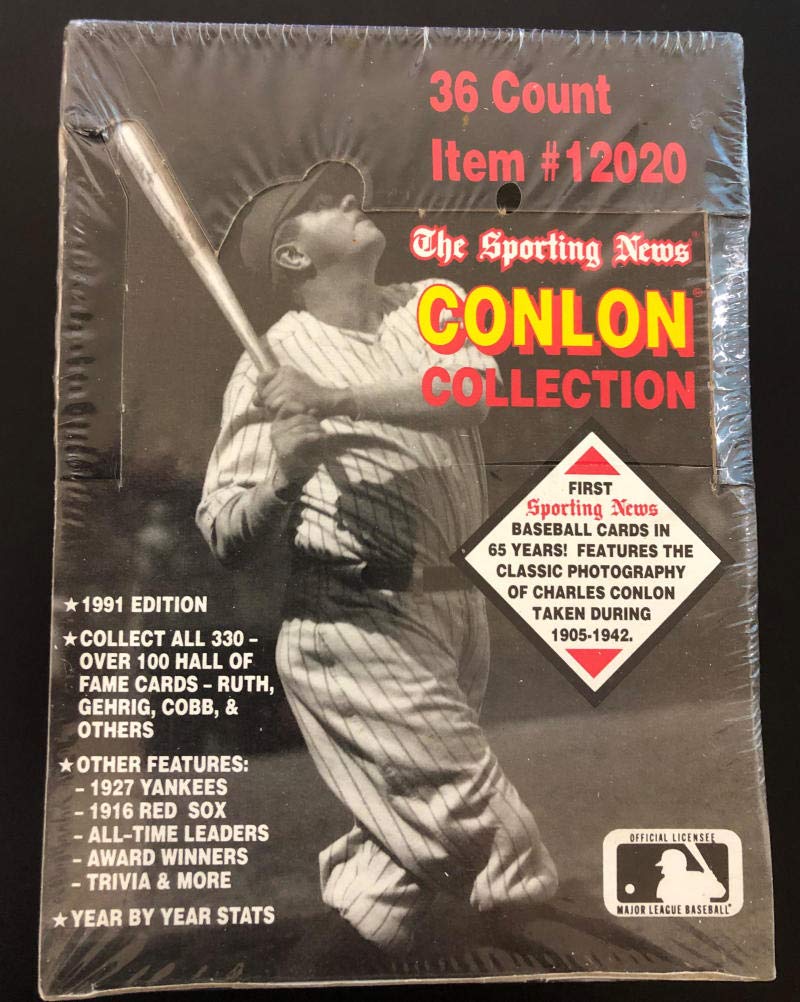 36 Count
Item #12020
The Sporting News®
CONLON
COLLECTION
FIRST
Sporting News
BASEBALL CARDS IN
65 YEARS! FEATURES THE
CLASSIC PHOTOGRAPHY
OF CHARLES CONLON
TAKEN DURING
1905-1942.
★1991 EDITION
★COLLECT ALL 330 –
OVER 100 HALL OF
FAME CARDS – RUTH,
GEHRIG, COBB, &
OTHERS
★OTHER FEATURES:
– 1927 YANKEES
– 1916 RED SOX
– ALL-TIME LEADERS
– AWARD WINNERS
– TRIVIA & MORE
★YEAR BY YEAR STATS
OFFICIAL LICENSEE
MAJOR LEAGUE BASEBALL®